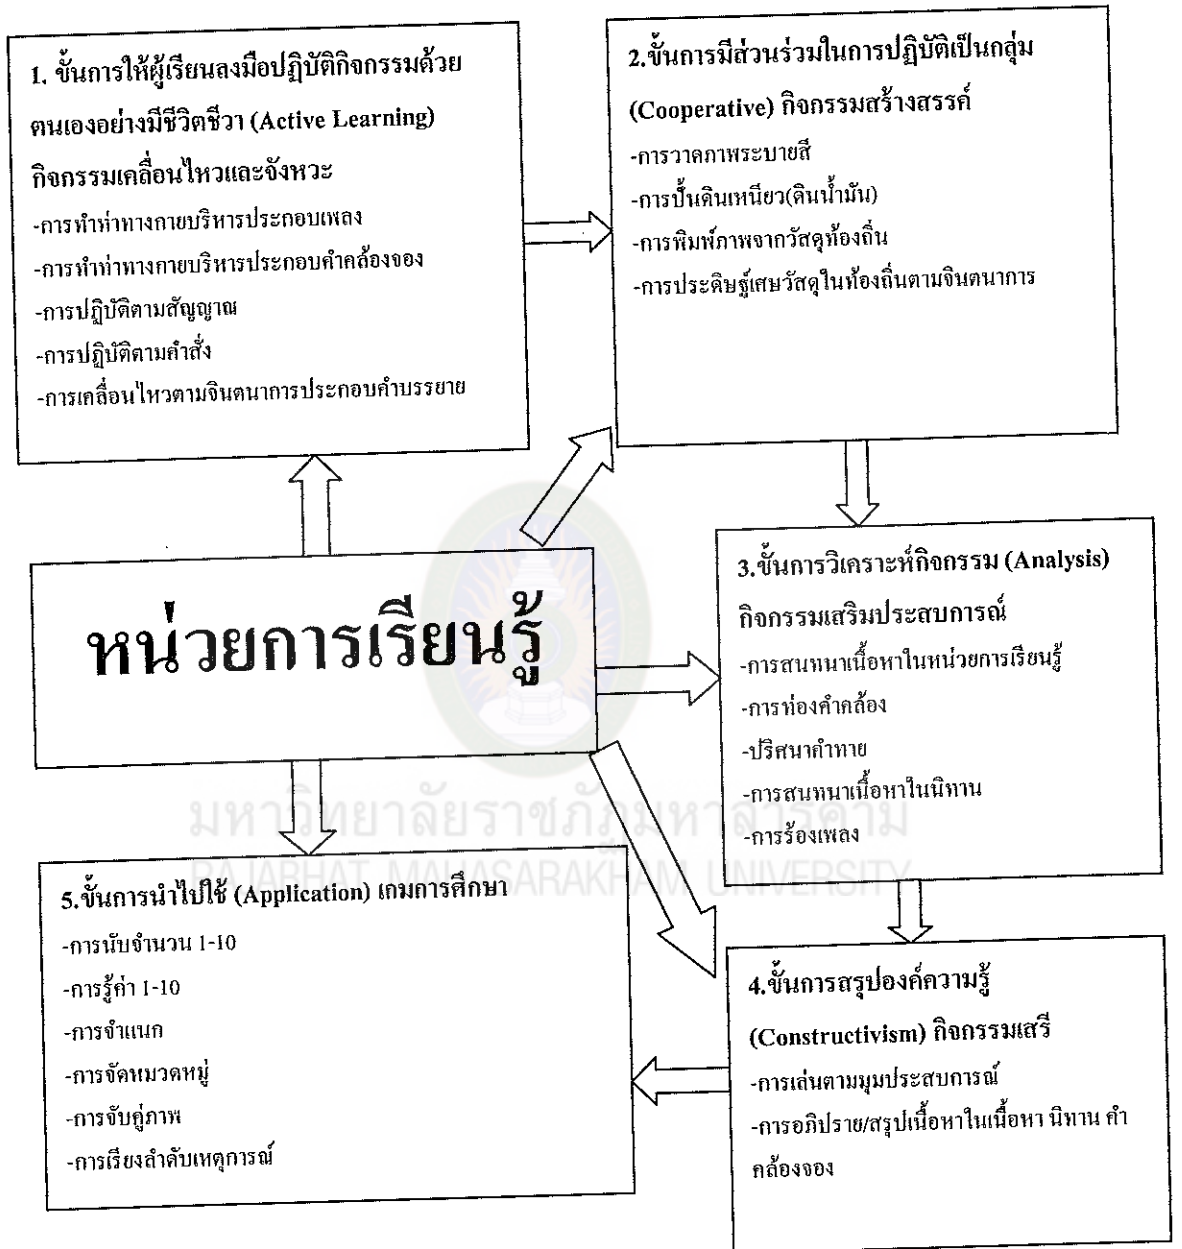 1. ขั้นการให้ผู้เรียนลงมือปฏิบัติกิจกรรมด้วย
ตนเองอย่างมีชีวิตชีวา (Active Learning)
กิจกรรมเคลื่อนไหวและจังหวะ
-การทำท่าทางกายบริหารประกอบเพลง
-การทำท่าทางกายบริหารประกอบคำคล้องจอง
-การปฏิบัติตามสัญญาณ
-การปฏิบัติตามคำสั่ง
-การเคลื่อนไหวตามจินตนาการประกอบคำบรรยาย
2.ขั้นการมีส่วนร่วมในการปฏิบัติเป็นกลุ่ม
(Cooperative) กิจกรรมสร้างสรรค์
-การวาดภาพระบายสี
-การปั้นดินเหนียว(ดินน้ำมัน)
-การพิมพ์ภาพจากวัสดุท้องถิ่น
-การประดิษฐ์เศษวัสดุในท้องถิ่นตามจินตนาการ
หน่วยการเรียนรู้
3.ขั้นการวิเคราะห์กิจกรรม (Analysis)
กิจกรรมเสริมประสบการณ์
-การสนทนาเนื้อหาในหน่วยการเรียนรู้
-การท่องคำคล้อง
-ปริศนาคำทาย
-การสนทนาเนื้อหาในนิทาน
-การร้องเพลง
มหาวิทยาลัยราชภัฏมหาสารคาม
RAJABHAT MAHASARAKHAM UNIVERSITY
5.ขั้นการนำไปใช้ (Application) เกมการศึกษา
-การนับจำนวน 1-10
-การรู้ค่า 1-10
-การจำแนก
-การจัดหมวดหมู่
-การจับคู่ภาพ
-การเรียงลำดับเหตุการณ์
4.ขั้นการสรุปองค์ความรู้
(Constructivism) กิจกรรมเสรี
-การเล่นตามมุมประสบการณ์
-การอภิปราย/สรุปเนื้อหาในเนื้อหา นิทาน คำ
คล้องจอง